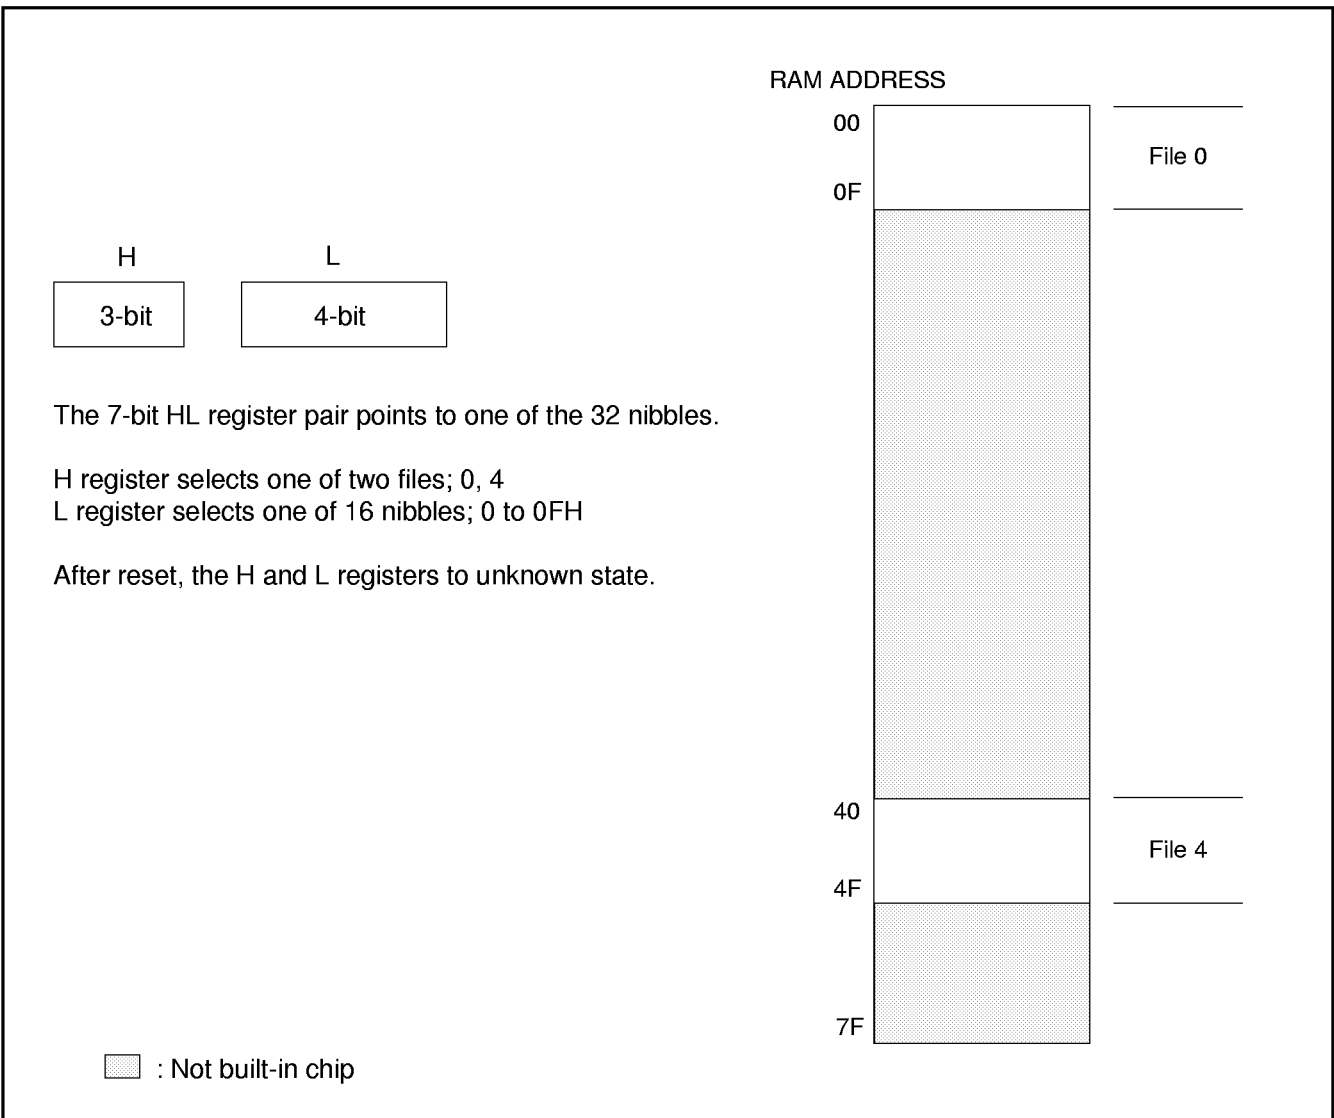 RAM ADDRESS
00
File 0
0F
H L
3-bit 4-bit
The 7-bit HL register pair points to one of the 32 nibbles.
H register selects one of two files; 0, 4
L register selects one of 16 nibbles; 0 to 0FH
After reset, the H and L registers to unknown state.
40
File 4
4F
7F
: Not built-in chip